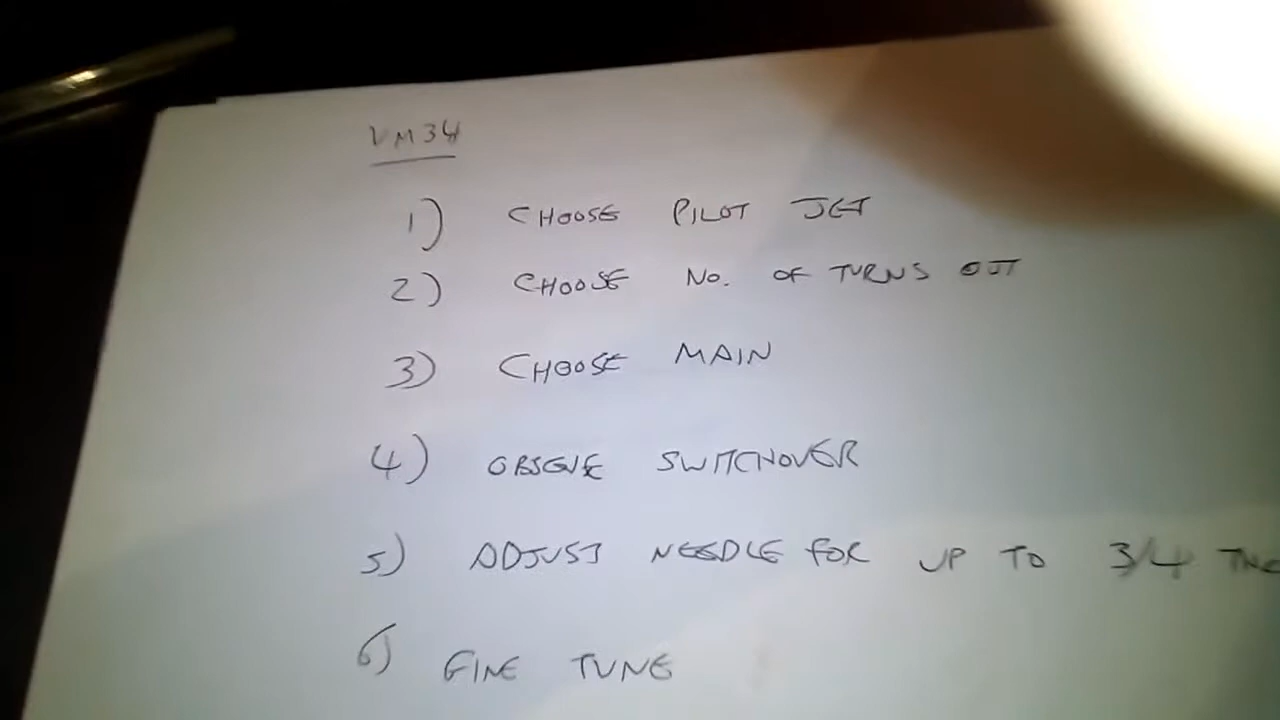 VM34
1) CHOOSE PILOT JET
2) CHOOSE No. OF TURNS OUT
3) CHOOSE MAIN
4) OBSERVE SWITCHOVER
5) ADJUST NEEDLE FOR UP TO 3/4
6) FINE TUNE